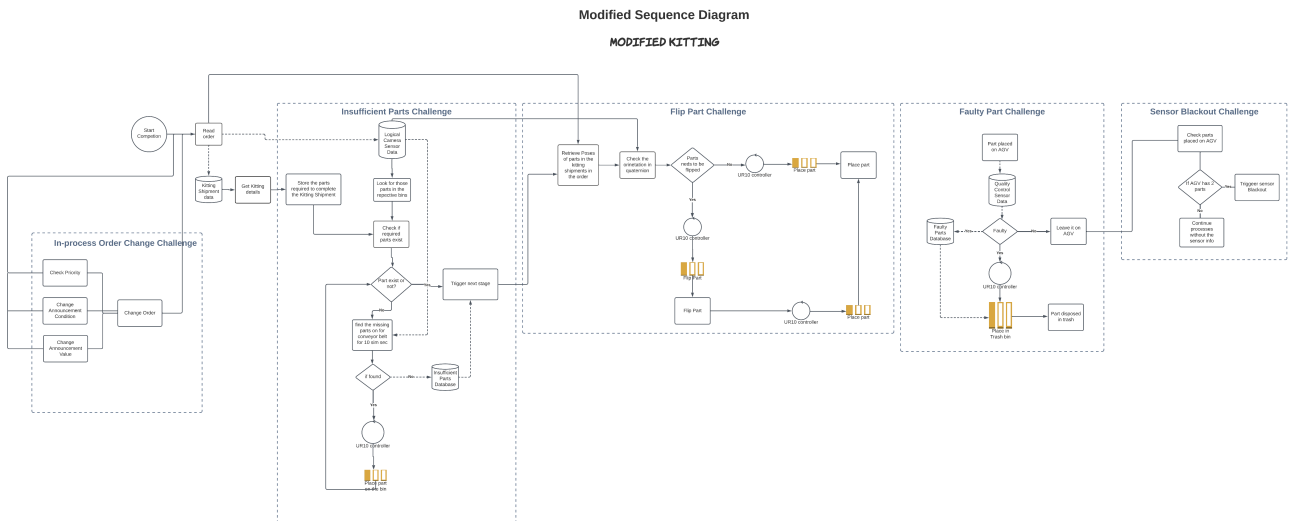 Modified Sequence Diagram
MODIFIED KITTING
Insufficient Parts Challenge
Flip Part Challenge
Faulty Part Challenge
Sensor Blackout Challenge
In-process Order Change Challenge
Start
Competion
Read
order
Kitting
Shipment
data
Get Kitting
details
Store the parts
required to complete
the Kitting Shipment
Check Priority
Change
Announcement
Condition
Change
Announcement
Value
Change Order
Logical
Camera
Sensor
Data
Look for those
parts in the
repective bins
Check if
required
parts exist
Part exist or
not?
Yes
No
Trigger next stage
find the missing
parts on for
conveyor belt
for 10 sim sec
if found
No
Insufficient
Parts
Database
Yes
UR10 controller
Place part
on the bin
Retrieve Poses
of parts in the
kitting
shipments in
the order
Check the
orientation in
quaternion
Parts
neds to be
flipped
No
UR10 controller
Place part
Place part
Yes
UR10 controller
Flip Part
Flip Part
UR10 controller
Place part
Part placed
on AGV
Quality
Control
Sensor
Data
Faulty
Parts
Database
Yes
Faulty
No
Leave it on
AGV
Yes
UR10 controller
Place in
Trash bin
Part disposed
in trash
Check parts
placed on AGV
If AGV has 2
parts
Yes
Triggeer sensor
Blackout
No
Continue
processes
without the
sensor info